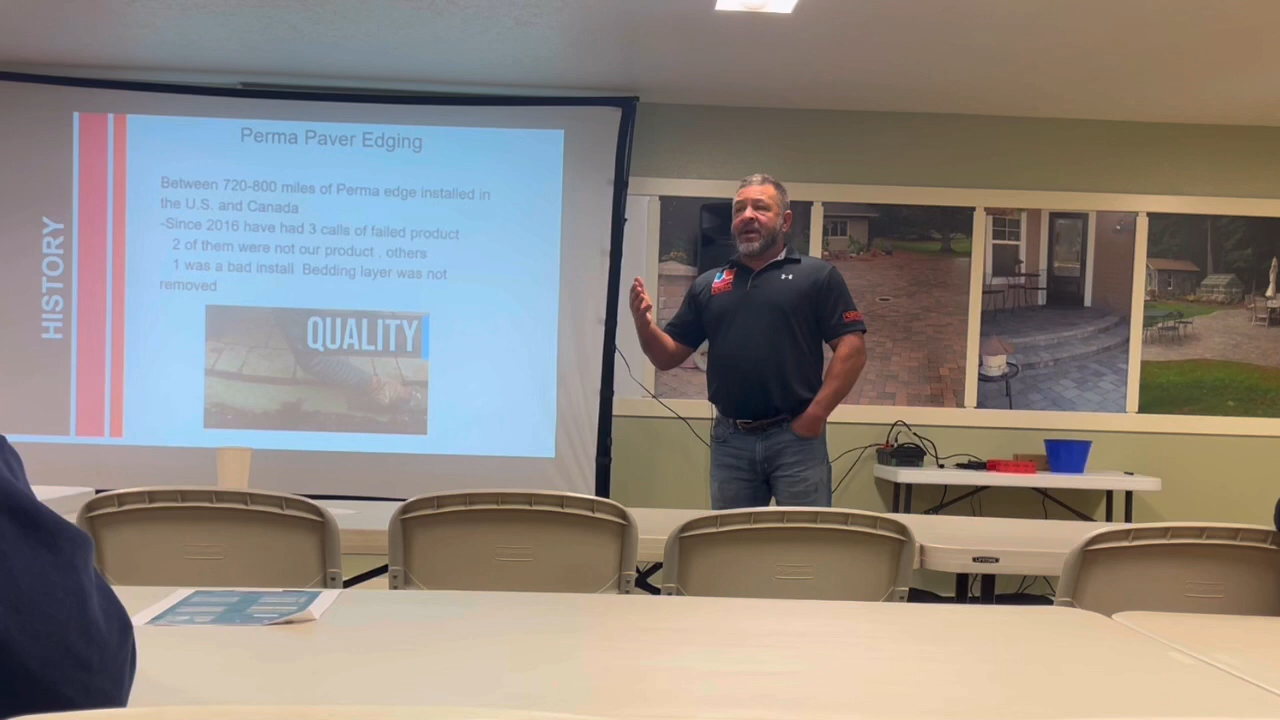 Perma Paver Edging
HISTORY
Between 720-800 miles of Perma edge installed in
the U.S. and Canada
-Since 2016 have had 3 calls of failed product
2 of them were not our product , others
1 was a bad install Bedding layer was not
removed
QUALITY
LIFETIME